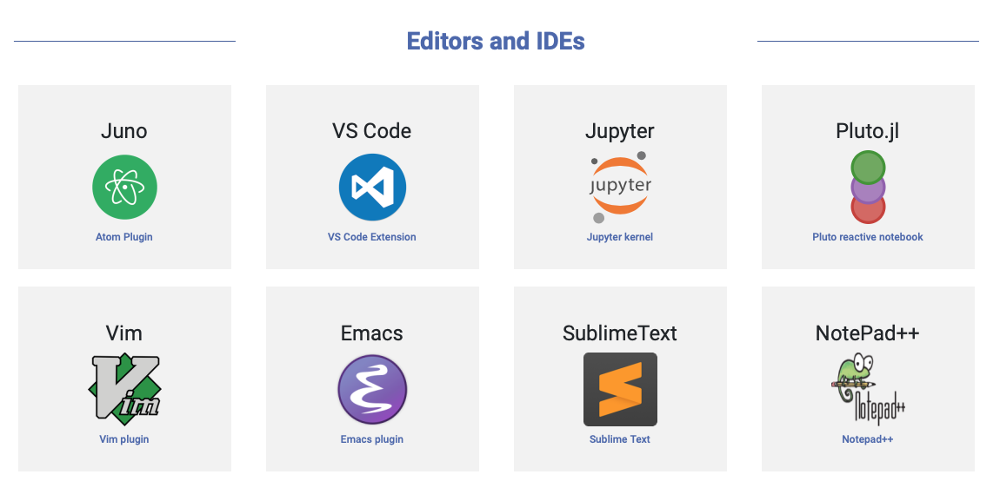 Editors and IDEs
Juno
VS Code
Jupyter
Pluto.jl
jupyter
Atom Plugin
VS Code Extension
Jupyter kernel
Pluto reactive notebook
Vim
Emacs
SublimeText
NotePad++
Vim
Notepad++
Vim plugin
Emacs plugin
Sublime Text
Notepad++